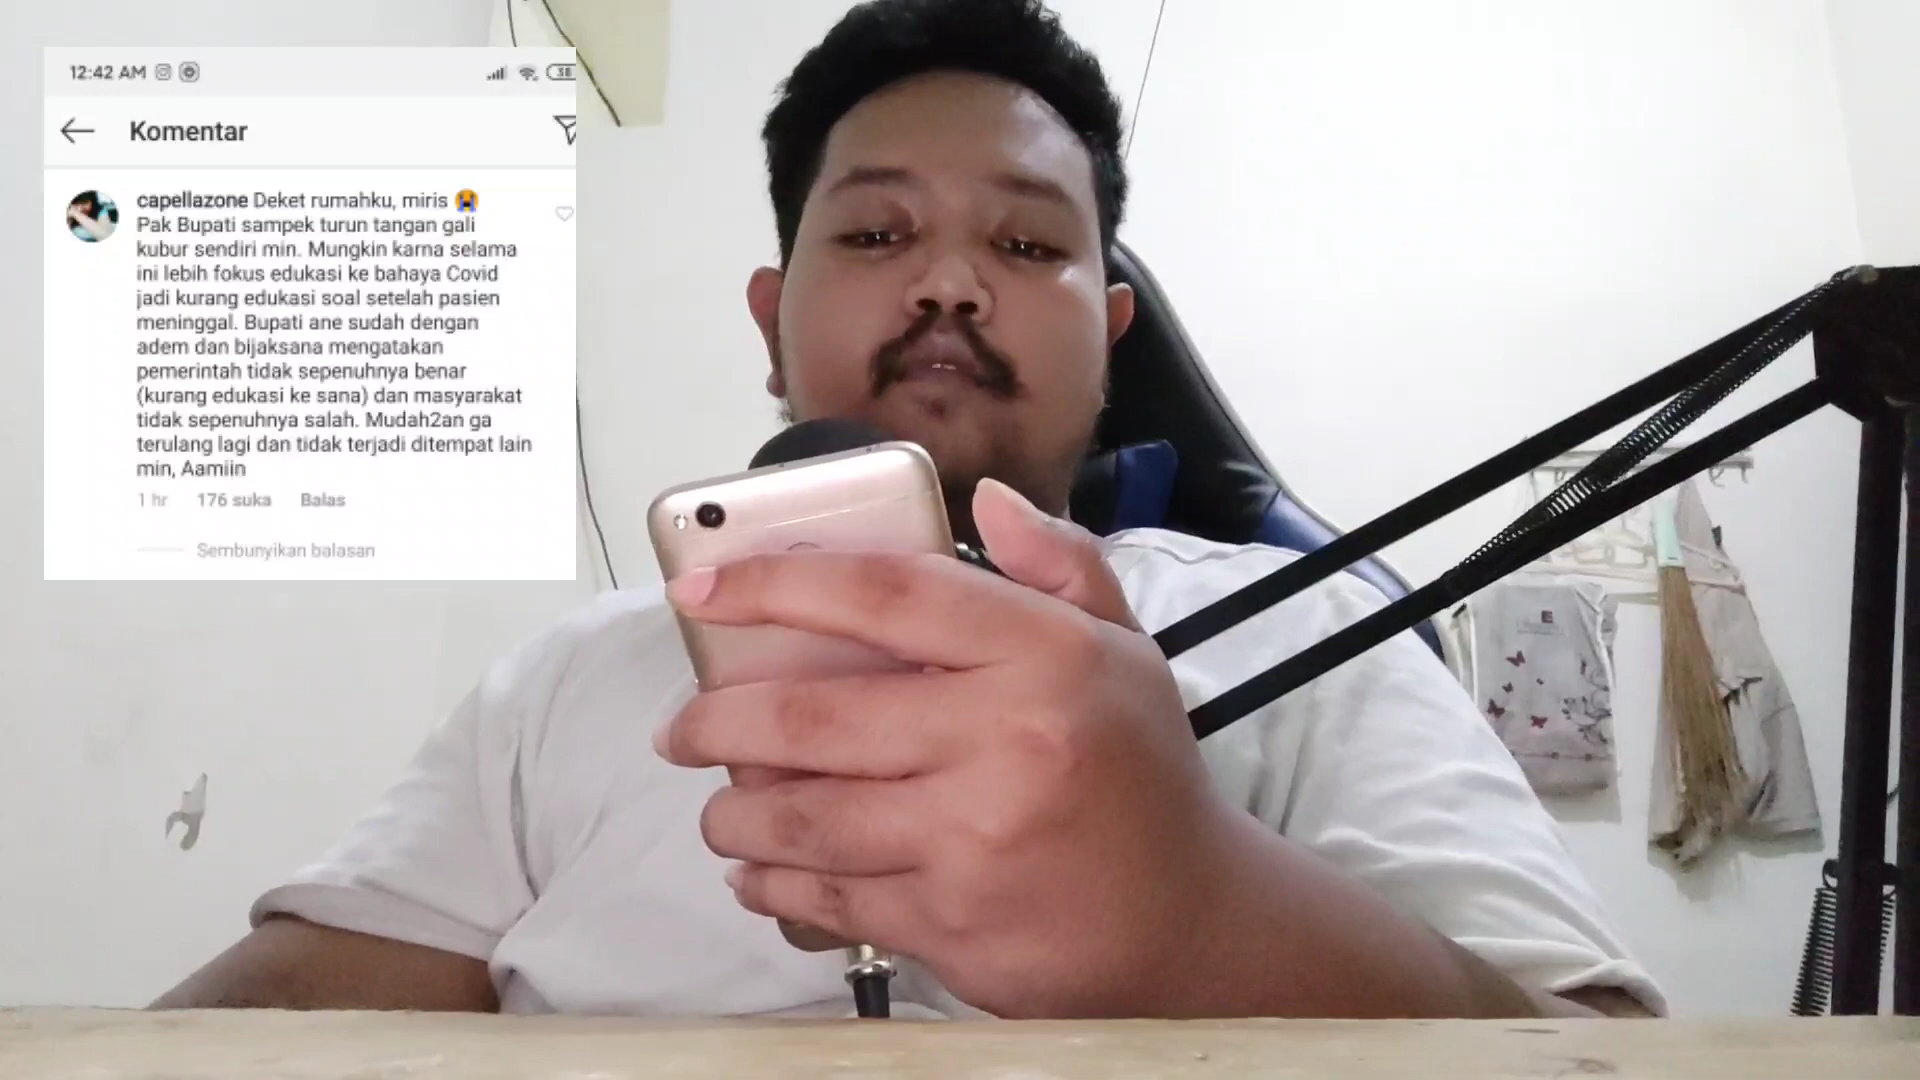 12:42 AM
38
Komentar
capellazone Deket rumahku, miris 😭
Pak Bupati sampek turun tangan gali
kubur sendiri min. Mungkin karna selama
ini lebih fokus edukasi ke bahaya Covid
jadi kurang edukasi soal setelah pasien
meninggal. Bupati ane sudah dengan
adem dan bijaksana mengatakan
pemerintah tidak sepenuhnya benar
(kurang edukasi ke sana) dan masyarakat
tidak sepenuhnya salah. Mudah2an ga
terulang lagi dan tidak terjadi ditempat lain
min, Aamiin
1 hr 176 suka Balas
Sembunyikan balasan